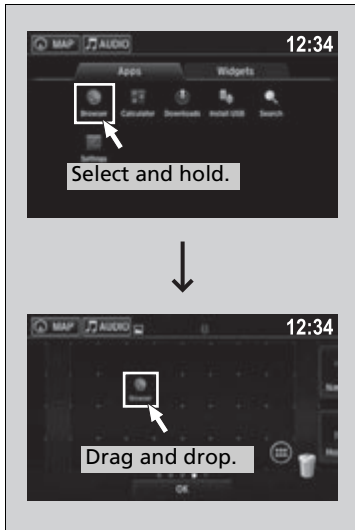 MAP AUDIO 12:34
Apps Widgets
Browser Calculator Downloads Install USB Search
Settings
Select and hold.
MAP AUDIO 12:34
Browser
Drag and drop.
OK